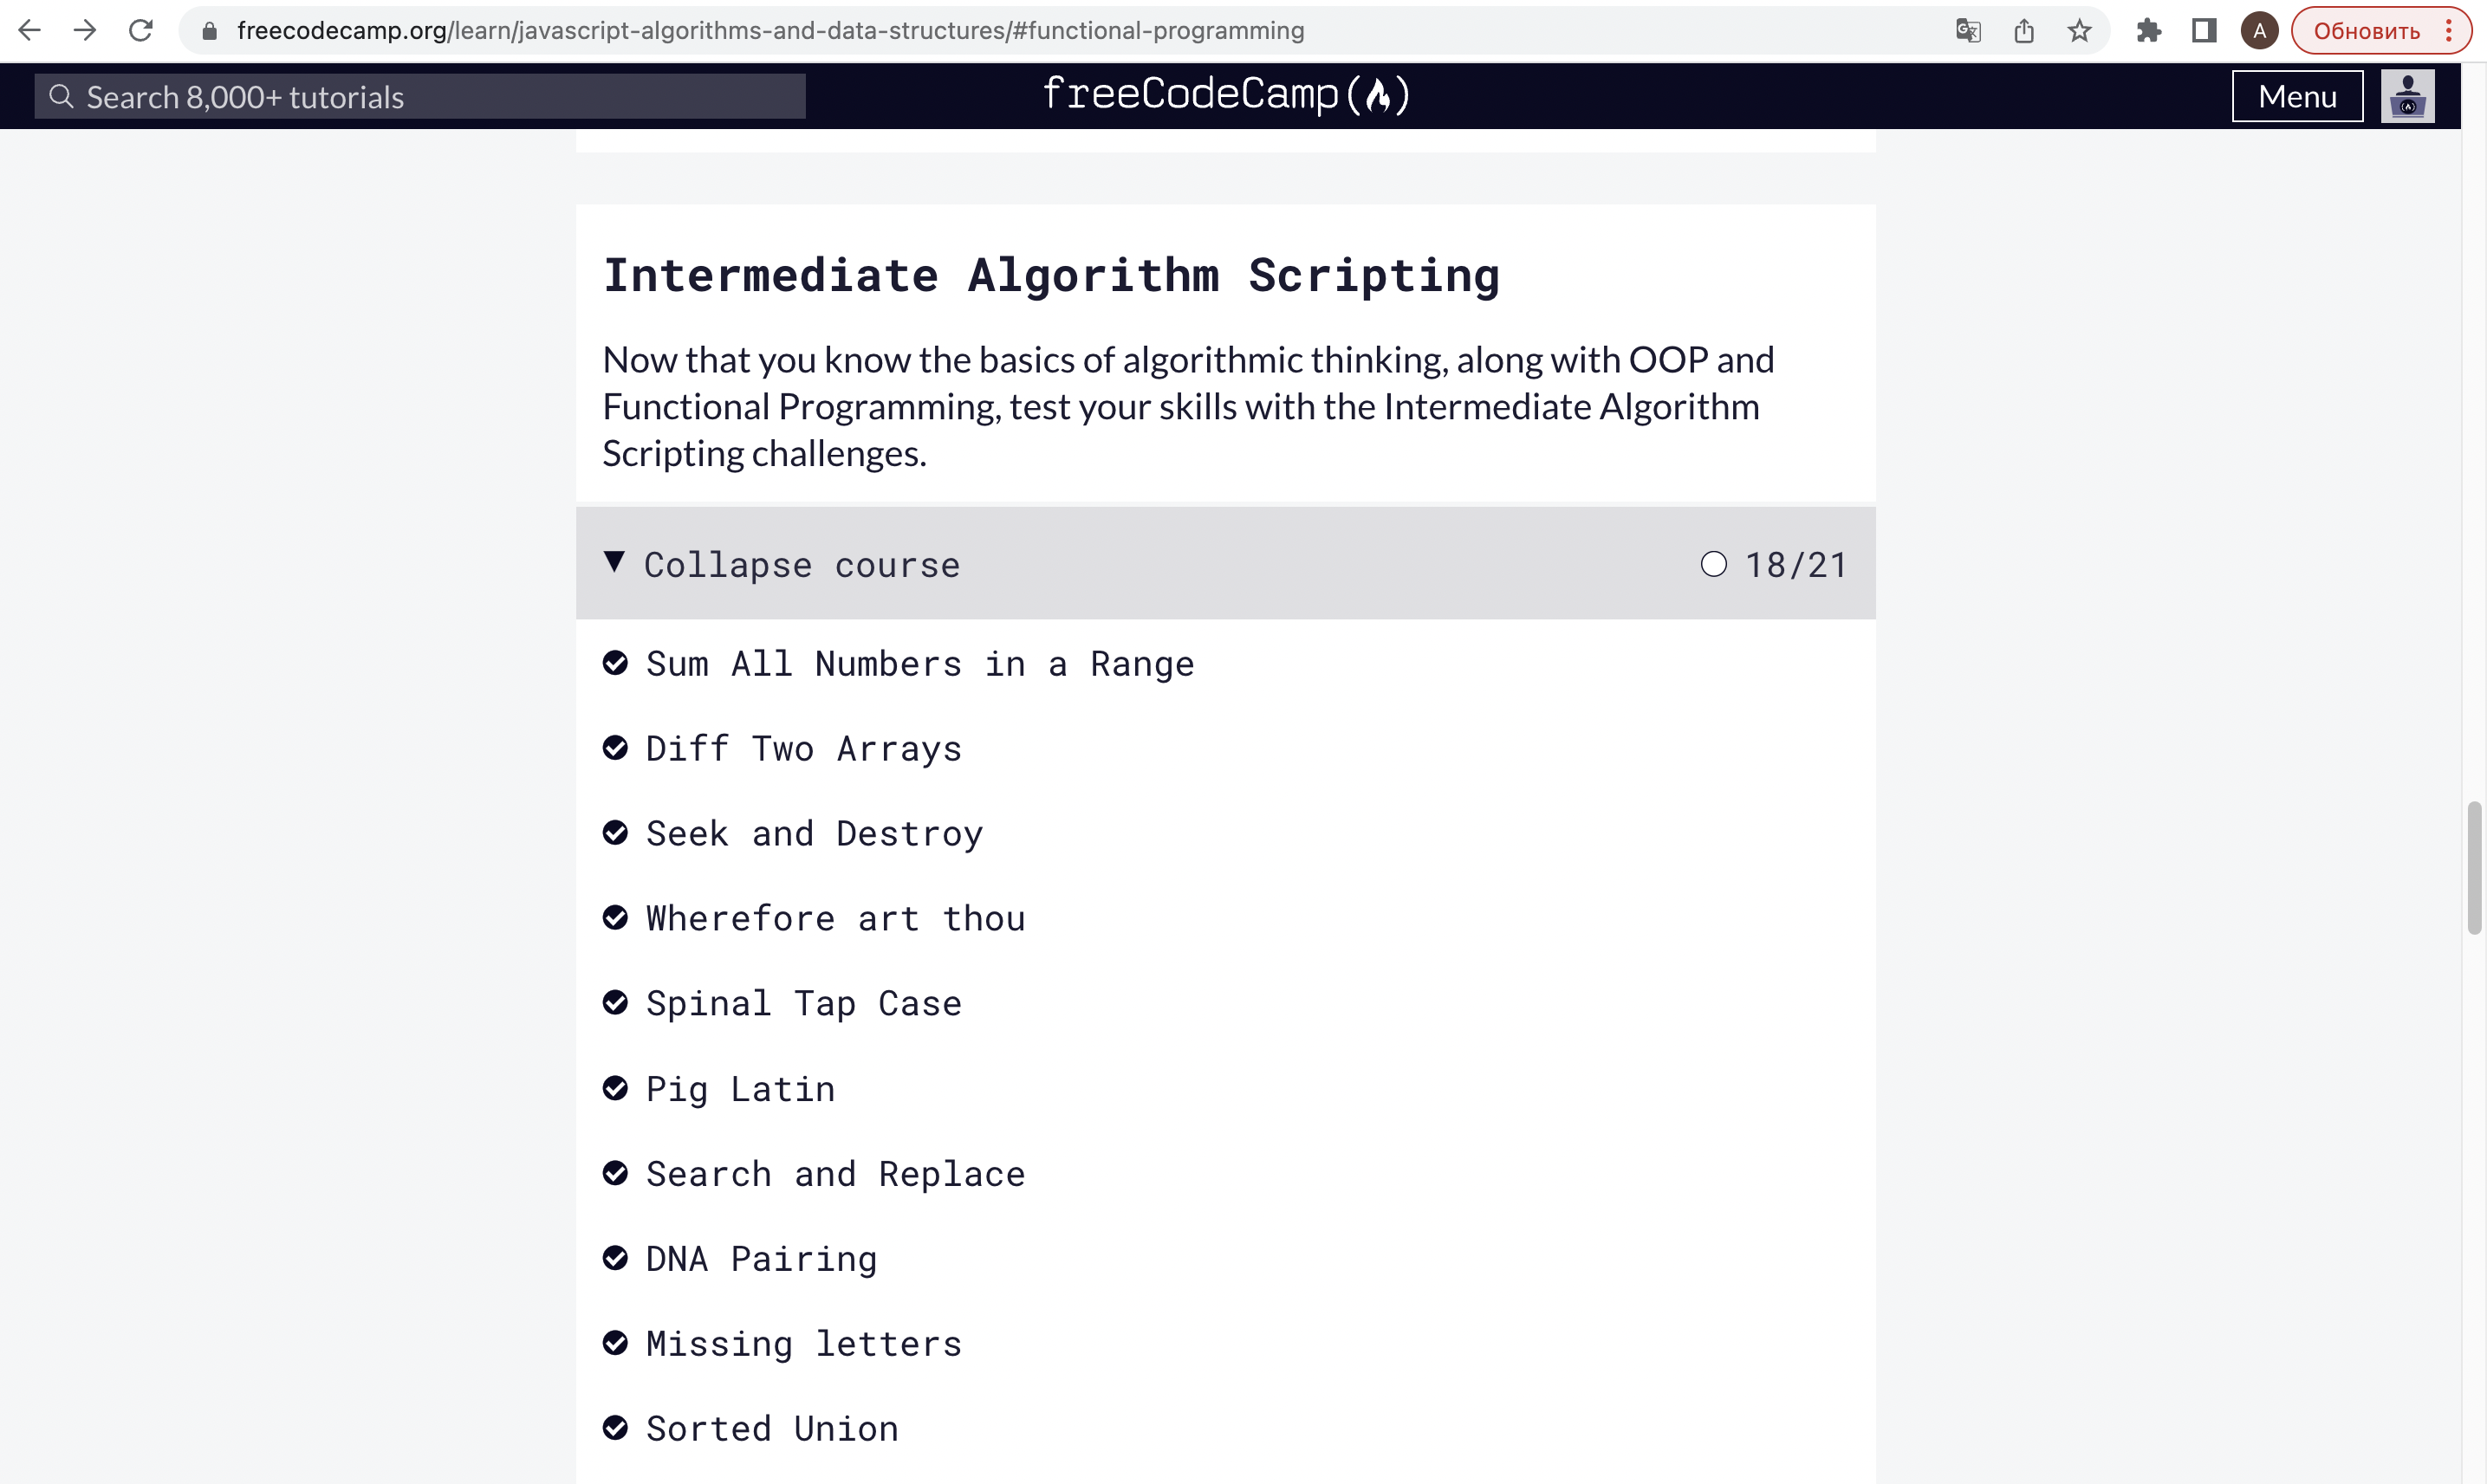 freecodecamp.org/learn/javascript-algorithms-and-data-structures/#functional-programming
A
Обновить
Search 8,000+ tutorials
freeCodeCamp
Menu
Intermediate Algorithm Scripting
Now that you know the basics of algorithmic thinking, along with OOP and
Functional Programming, test your skills with the Intermediate Algorithm
Scripting challenges.
Collapse course
18/21
Sum All Numbers in a Range
Diff Two Arrays
Seek and Destroy
Wherefore art thou
Spinal Tap Case
Pig Latin
Search and Replace
DNA Pairing
Missing letters
Sorted Union